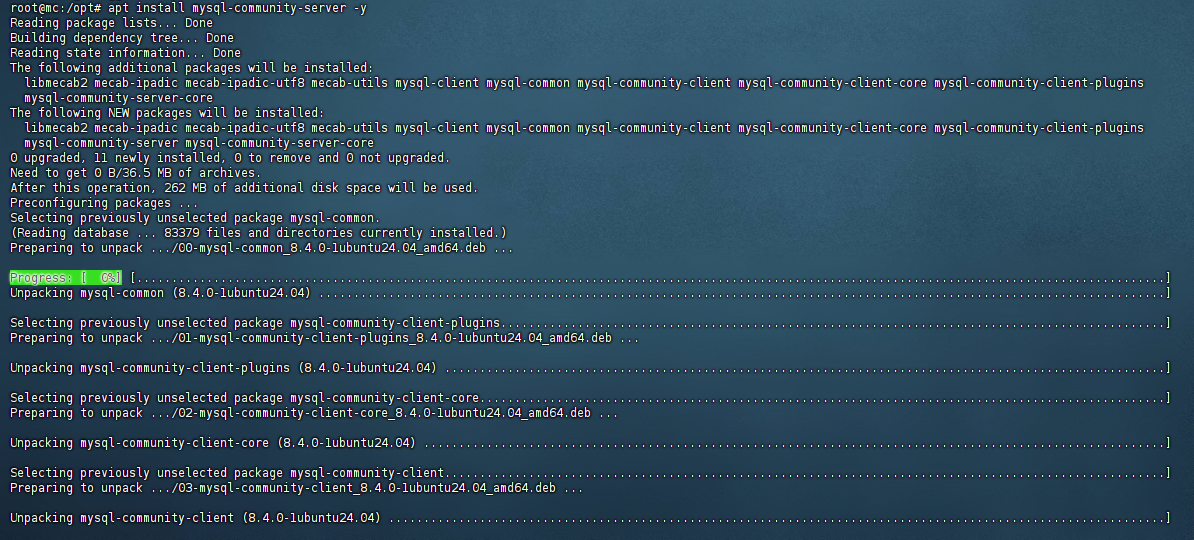 root@mc:/opt# apt install mysql-community-server -y
Reading package lists... Done
Building dependency tree... Done
Reading state information... Done
The following additional packages will be installed:
  libmecab2 mecab-ipadic mecab-ipadic-utf8 mecab-utils mysql-client mysql-common mysql-community-client mysql-community-client-core mysql-community-client-plugins
  mysql-community-server-core
The following NEW packages will be installed:
  libmecab2 mecab-ipadic mecab-ipadic-utf8 mecab-utils mysql-client mysql-common mysql-community-client mysql-community-client-core mysql-community-client-plugins
  mysql-community-server mysql-community-server-core
0 upgraded, 11 newly installed, 0 to remove and 0 not upgraded.
Need to get 0 B/36.5 MB of archives.
After this operation, 262 MB of additional disk space will be used.
Preconfiguring packages ...
Selecting previously unselected package mysql-common.
(Reading database ... 83379 files and directories currently installed.)
Preparing to unpack .../00-mysql-common_8.4.0-1ubuntu24.04_amd64.deb ...
Progress: [  0%] [...................................................................................................................................................]
Unpacking mysql-common (8.4.0-1ubuntu24.04) .........................................................................................................................]
Selecting previously unselected package mysql-community-client-plugins...............................................................................................]
Preparing to unpack .../01-mysql-community-client-plugins_8.4.0-1ubuntu24.04_amd64.deb ...
Unpacking mysql-community-client-plugins (8.4.0-1ubuntu24.04) .......................................................................................................]
Selecting previously unselected package mysql-community-client-core..................................................................................................]
Preparing to unpack .../02-mysql-community-client-core_8.4.0-1ubuntu24.04_amd64.deb ...
Unpacking mysql-community-client-core (8.4.0-1ubuntu24.04) ..........................................................................................................]
Selecting previously unselected package mysql-community-client.......................................................................................................]
Preparing to unpack .../03-mysql-community-client_8.4.0-1ubuntu24.04_amd64.deb ...
Unpacking mysql-community-client (8.4.0-1ubuntu24.04) ...............................................................................................................]